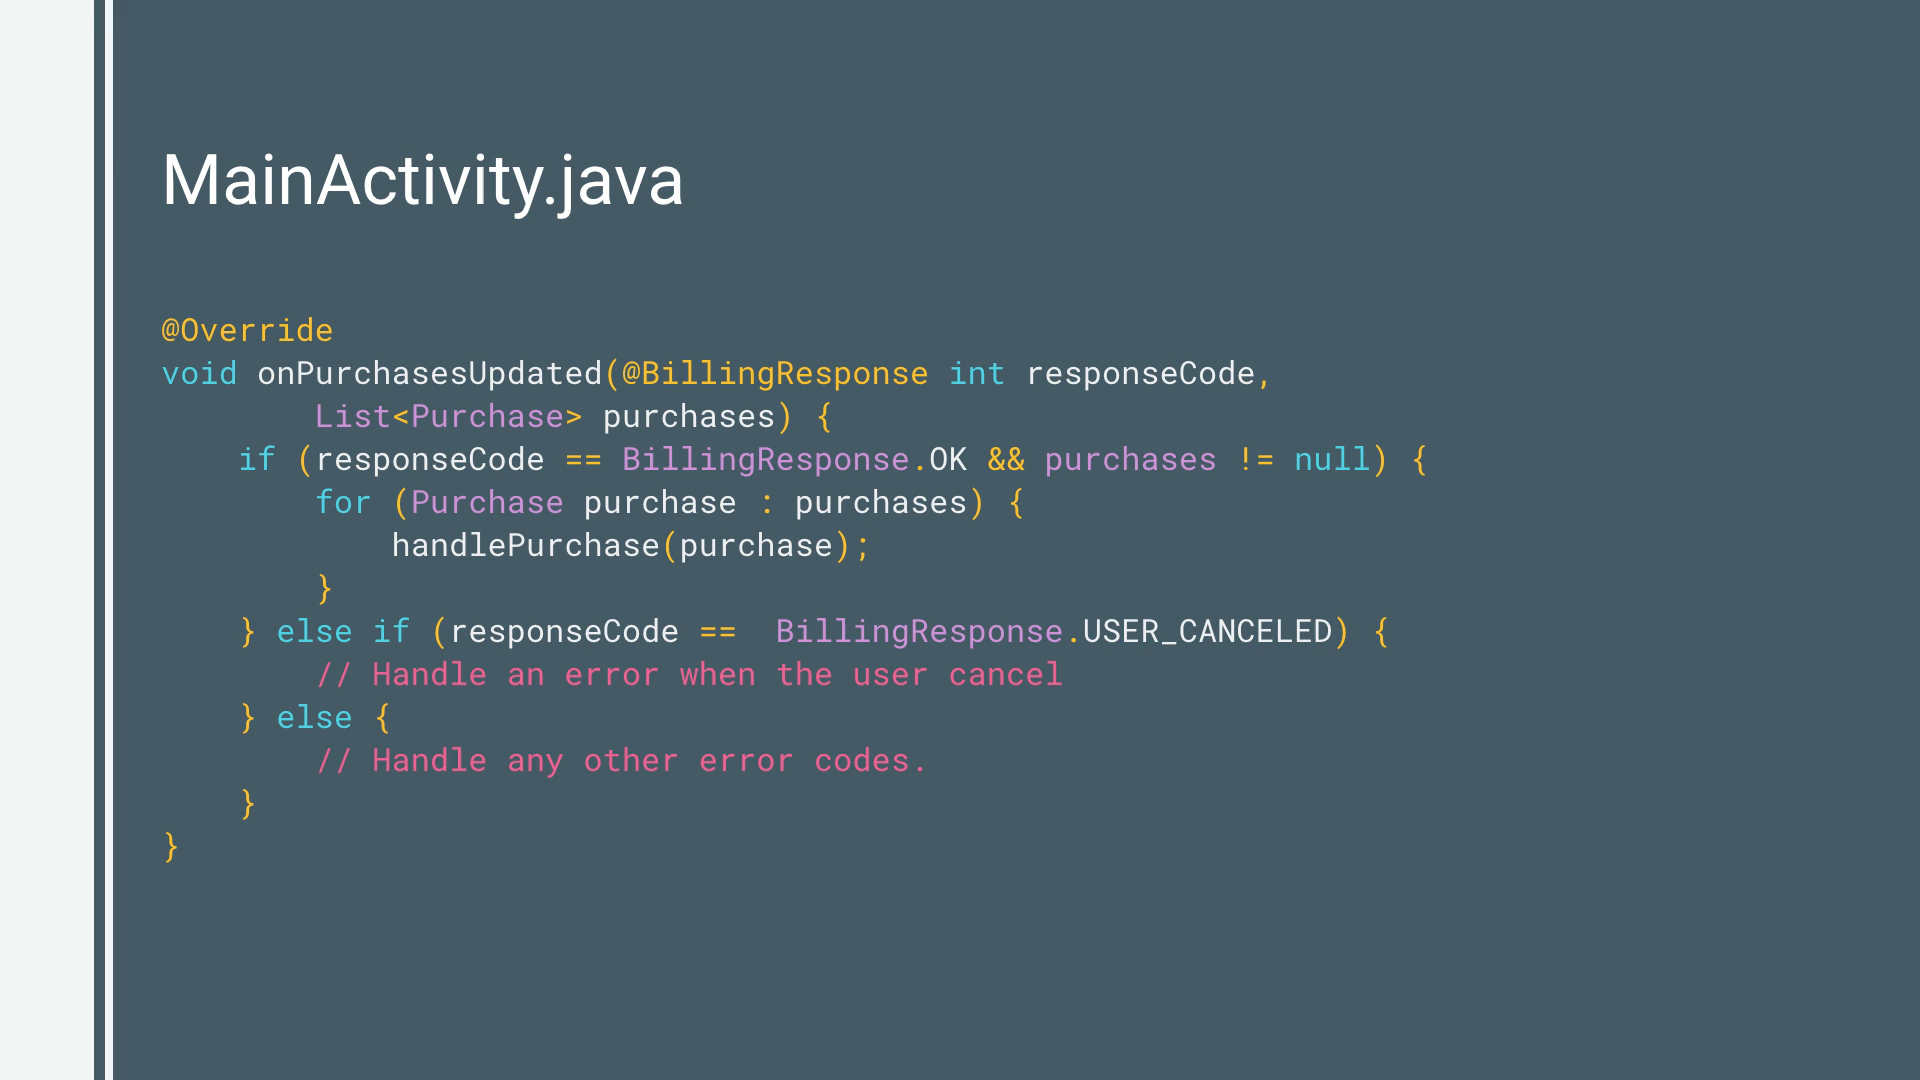 MainActivity.java
@Override
void onPurchasesUpdated(@BillingResponse int responseCode,
        List<Purchase> purchases) {
    if (responseCode == BillingResponse.OK && purchases != null) {
        for (Purchase purchase : purchases) {
            handlePurchase(purchase);
        }
    } else if (responseCode ==  BillingResponse.USER_CANCELED) {
        // Handle an error when the user cancel
    } else {
        // Handle any other error codes.
    }
}